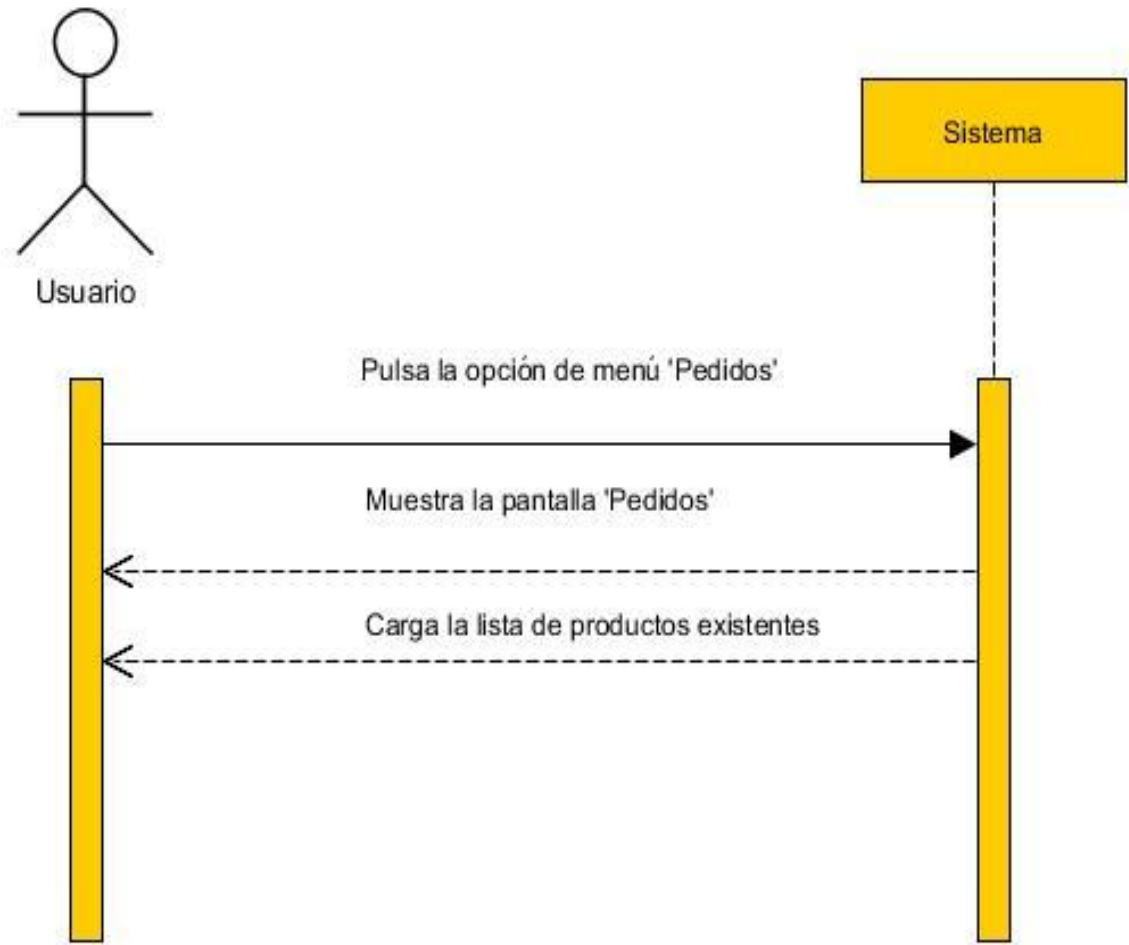 Sistema
Usuario
Pulsa la opción de menú 'Pedidos'
Muestra la pantalla 'Pedidos'
Carga la lista de productos existentes